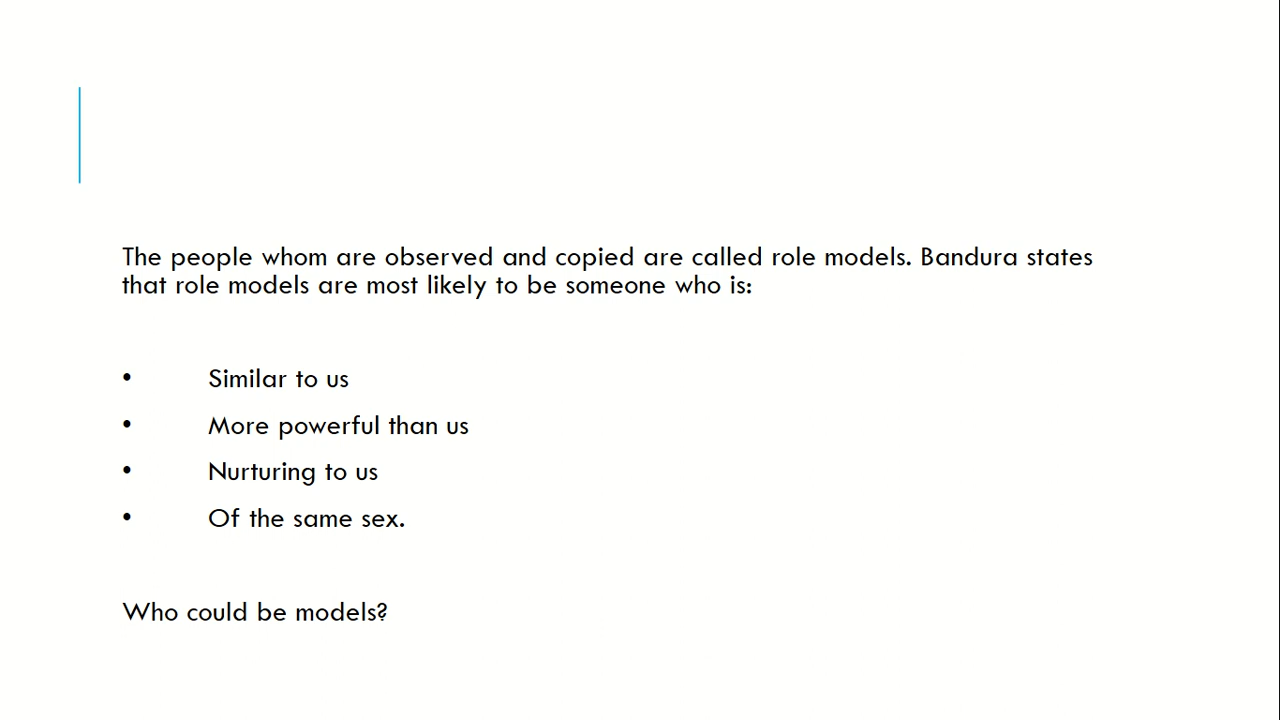 The people whom are observed and copied are called role models. Bandura states
that role models are most likely to be someone who is:
• Similar to us
• More powerful than us
• Nurturing to us
• Of the same sex.
Who could be models?